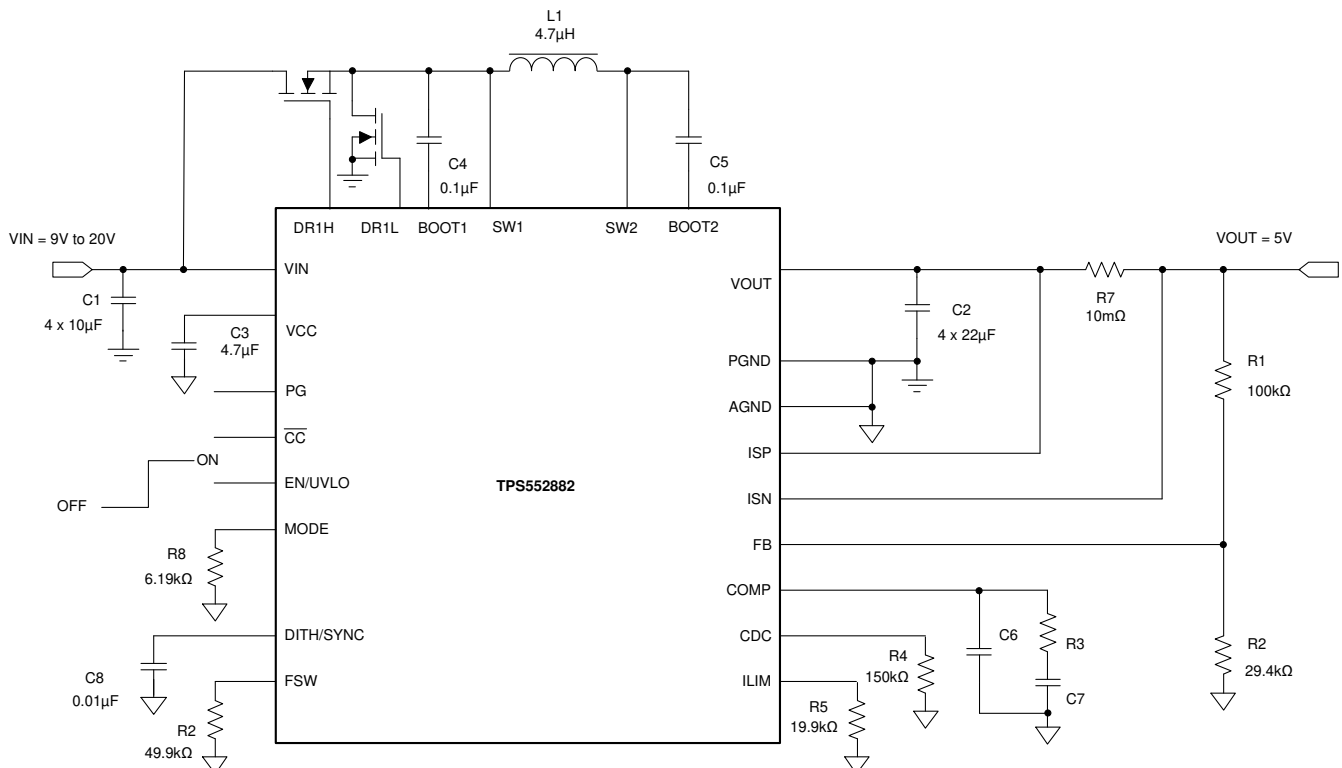 L1
4.7µH
C4
0.1µF
C5
0.1µF
DR1H
DR1L
BOOT1
SW1
SW2
BOOT2
VIN = 9V to 20V
VOUT = 5V
VIN
C1
4 x 10µF
VOUT
R7
10mΩ
C2
4 x 22µF
C3
4.7µF
VCC
PGND
R1
100kΩ
PG
AGND
CC
ISP
ON
EN/UVLO
TPS552882
OFF
ISN
MODE
FB
R8
6.19kΩ
COMP
DITH/SYNC
CDC
C6
R3
R2
29.4kΩ
C8
0.01µF
FSW
ILIM
R4
150kΩ
C7
R2
49.9kΩ
R5
19.9kΩ